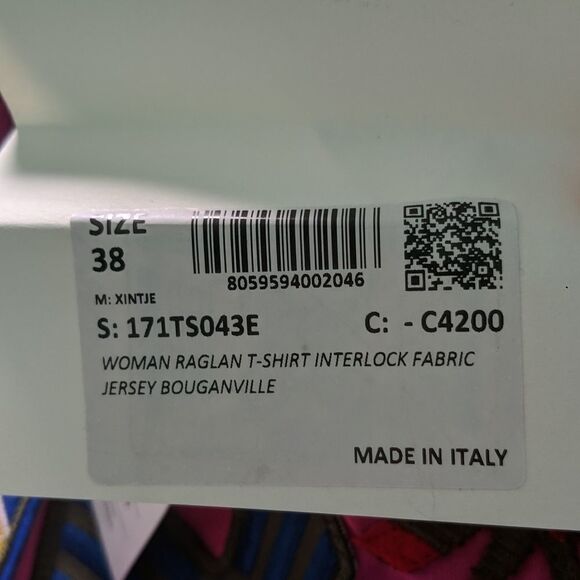 SIZE
38
8059594002046
M: XINTJE
S: 171TS043E C: - C4200
WOMAN RAGLAN T-SHIRT INTERLOCK FABRIC
JERSEY BOUGANVILLE
MADE IN ITALY